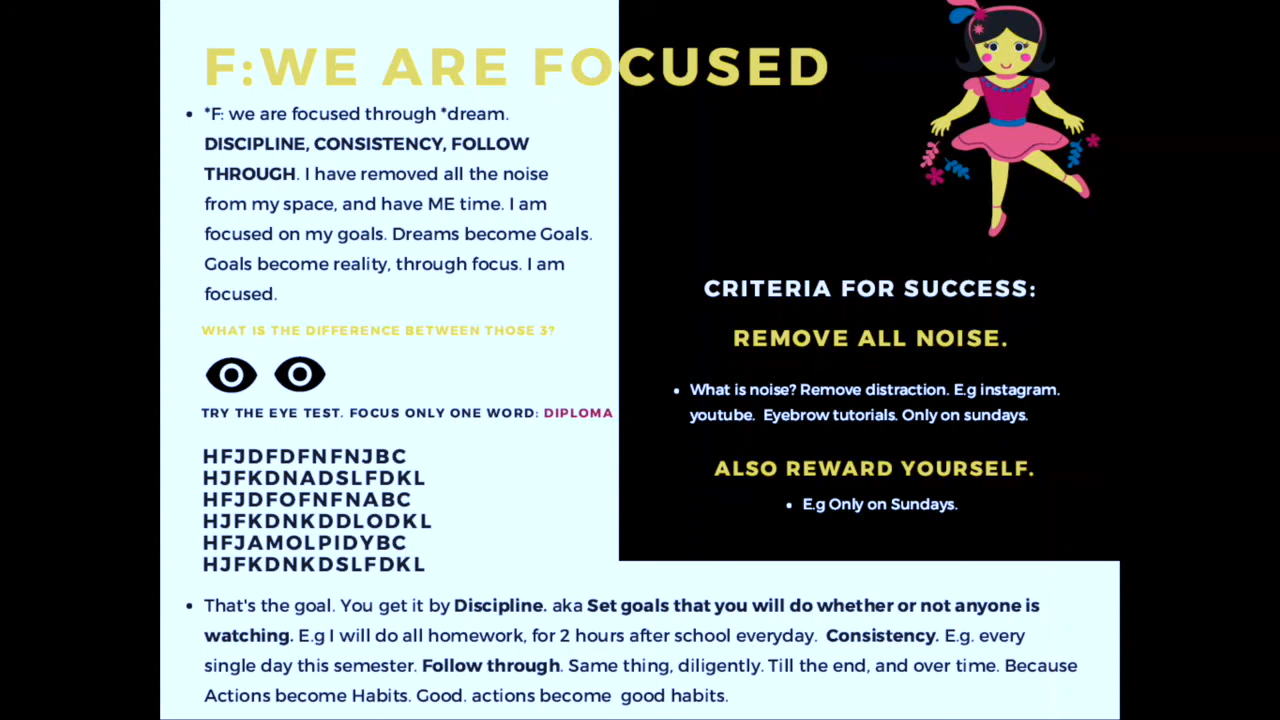 F:WE ARE FOCUSED
*F: we are focused through *dream.
DISCIPLINE, CONSISTENCY, FOLLOW
THROUGH. I have removed all the noise
from my space, and have ME time. I am
focused on my goals. Dreams become Goals.
Goals become reality, through focus. I am
focused.
WHAT IS THE DIFFERENCE BETWEEN THOSE 3?
TRY THE EYE TEST. FOCUS ONLY ONE WORD: DIPLOMA
HFJDFDFNFNJBC
HJFKDNADSLFDKL
HFJDFOFNFNABC
HJFKDNKDDLODKL
HFJAMOLPIDYBC
HJFKDNKDSLFDKL
CRITERIA FOR SUCCESS:
REMOVE ALL NOISE.
What is noise? Remove distraction. E.g instagram.
youtube. Eyebrow tutorials. Only on sundays.
ALSO REWARD YOURSELF.
E.g Only on Sundays.
That's the goal. You get it by Discipline. aka Set goals that you will do whether or not anyone is
watching. E.g I will do all homework, for 2 hours after school everyday. Consistency. E.g. every
single day this semester. Follow through. Same thing, diligently. Till the end, and over time. Because
Actions become Habits. Good. actions become good habits.